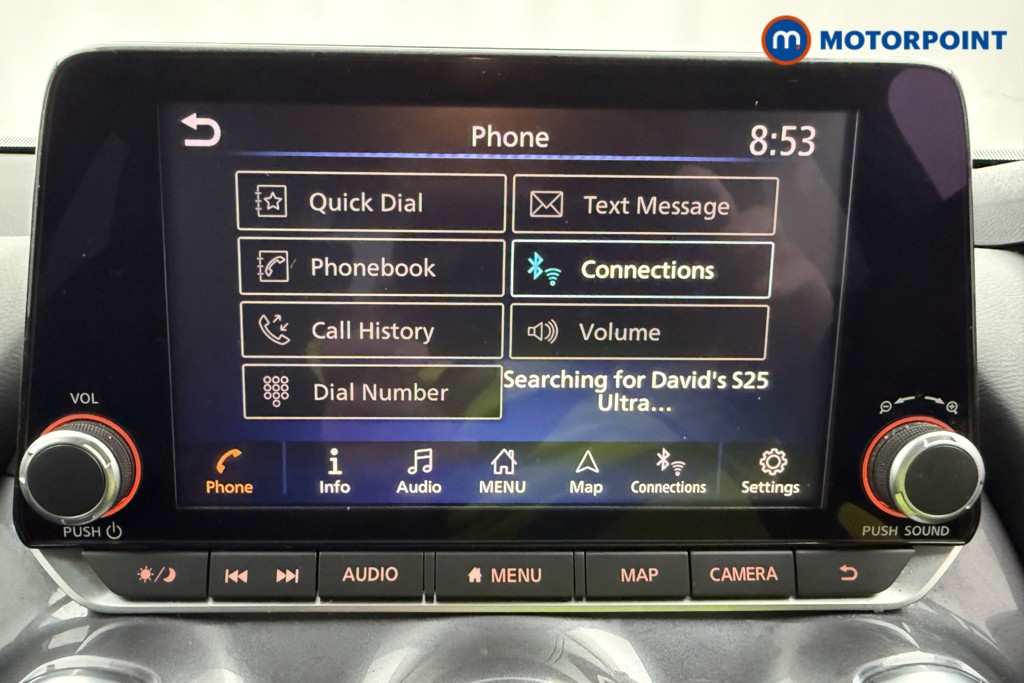 m MOTORPOINT
Phone
8:53
Quick Dial
Text Message
Phonebook
Connections
Call History
Volume
Dial Number
Searching for David's S25
Ultra...
VOL
PUSH
PUSH SOUND
Phone
Info
Audio
MENU
Map
Connections
Settings
AUDIO
MENU
MAP
CAMERA